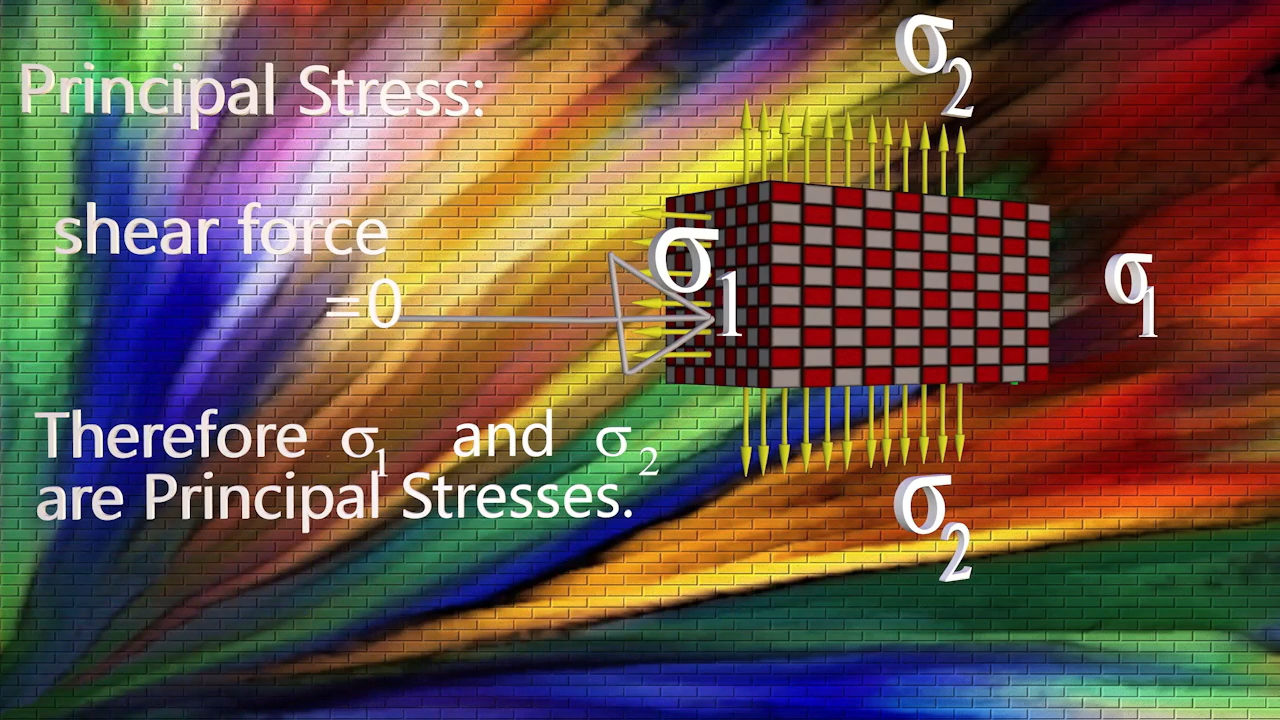 Principal Stress:
shear force
=0
Therefore σ₁ and σ₂
are Principal Stresses.
σ₂
σ₁
σ₁
σ₂